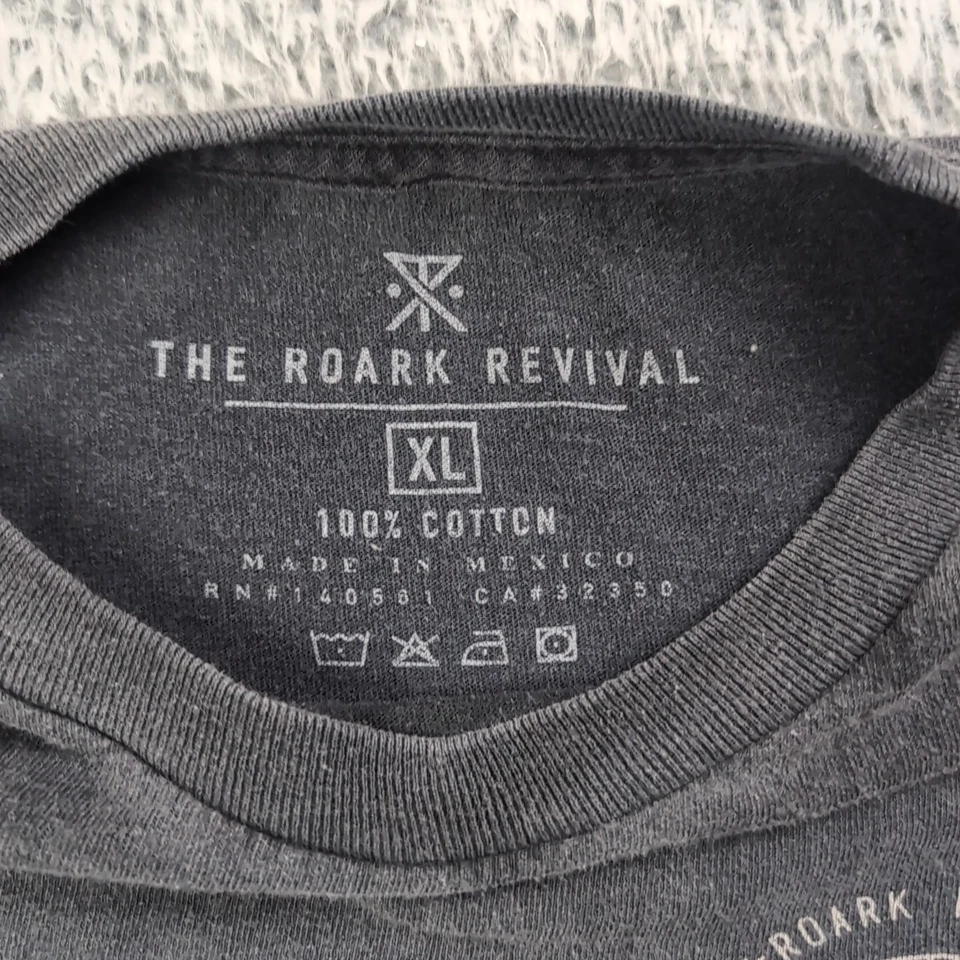 THE ROARK REVIVAL
XL
100% COTTON
MADE IN MEXICO
RN#140561 CA#32350
ROARK